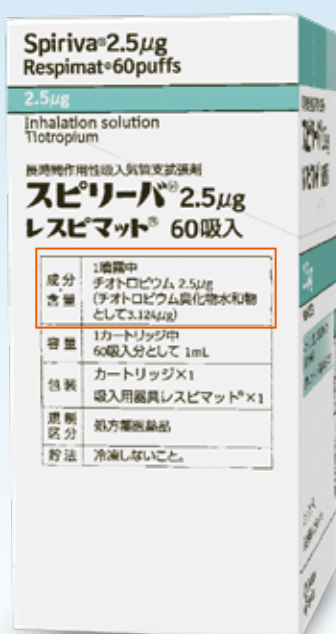 Spiriva®2.5μg
Respimat®60puffs
2.5μg
Inhalation solution
Tiotropium
長時間作用性吸入気管支拡張剤
スピリーバ® 2.5μg
レスピマット® 60吸入
成分 含量
1噴霧中
チオトロピウム 2.5μg
(チオトロピウム臭化物水和物
として3.124μg)
容量
1カートリッジ中
60吸入分として 1mL
包装
カートリッジ×1
吸入用器具レスピマット®×1
規制 区分
処方箋医薬品
貯法
冷凍しないこと。